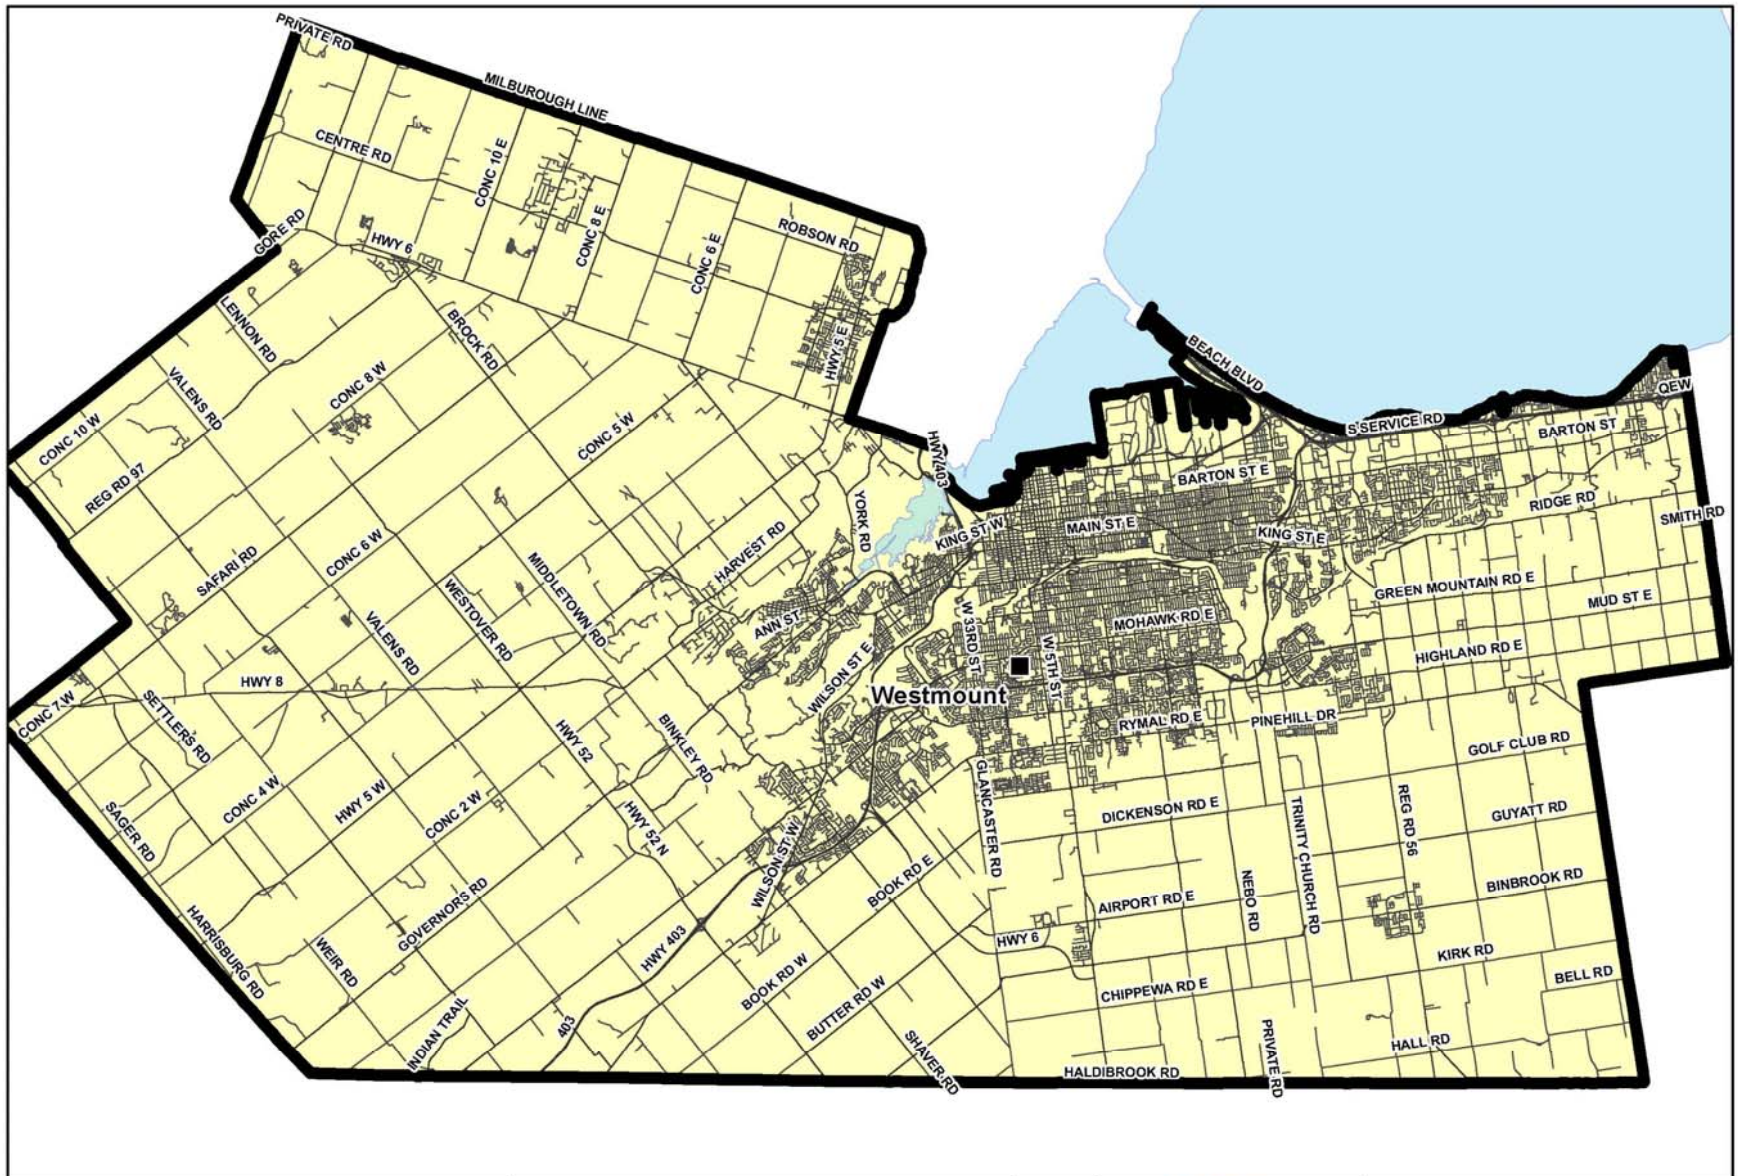 PRIVATE RD
MILBOROUGH LINE
CENTRE RD
CONC 10 E
CONC 8 E
ROBSON RD
GORE RD
HWY 6
CONC 6 E
LENNON RD
BROCK RD
HWY 5 E
BEACH BLVD
VALENS RD
CONC 8 W
QEW
CONC 10 W
CONC 5 W
HWY 403
S SERVICE RD
BARTON ST
REG RD 97
BARTON ST E
RIDGE RD
SMITH RD
YORK RD
KING ST W
MAIN ST E
KING ST E
SAFARI RD
CONC 6 W
HARVEST RD
MIDDLETOWN RD
WESTOVER RD
GREEN MOUNTAIN RD E
MUD ST E
ANN ST
W 33RD ST
MOHAWK RD E
VALENS RD
W 5TH ST
HIGHLAND RD E
WILSON ST E
HWY 8
Westmount
CONC 7 W
SETTLERS RD
HWY 52
BINKLEY RD
RYMAL RD E
PINEHILL DR
GOLF CLUB RD
CONC 4 W
HWY 5 W
CONC 2 W
GLANCASTER RD
DICKENSON RD E
TRINITY CHURCH RD
REG RD 56
GUYATT RD
SAGER RD
HWY 52 N
WILSON ST W
BOOK RD E
NEBO RD
BINBROOK RD
AIRPORT RD E
HARRISBURG RD
WEIR RD
GOVERNORS RD
HWY 403
HWY 6
KIRK RD
BOOK RD W
CHIPPEWA RD E
BELL RD
INDIAN TRAIL
403
BUTTER RD W
SHAVER RD
PRIVATE RD
HALL RD
HALDIBROOK RD